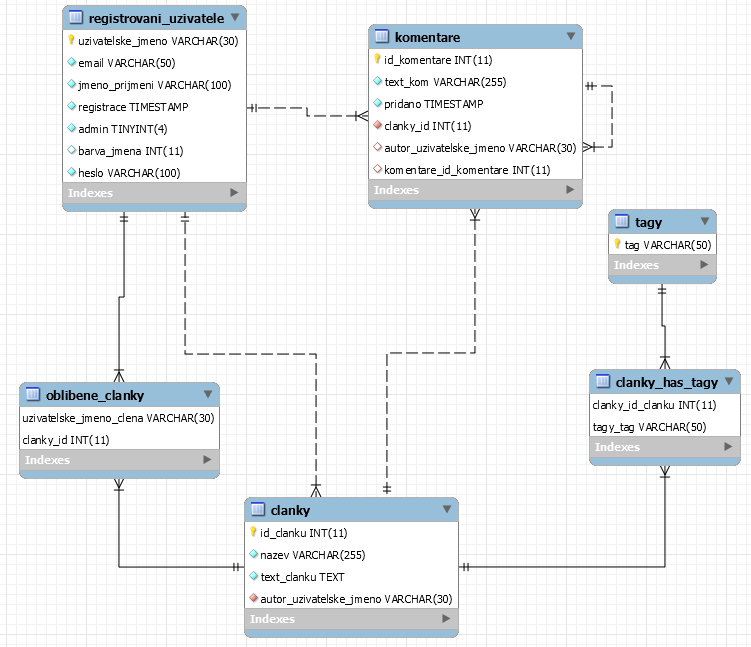 registrovani_uzivatele
uzivatelske_jmeno VARCHAR(30)
email VARCHAR(50)
jmeno_prijmeni VARCHAR(100)
registrace TIMESTAMP
admin TINYINT(4)
barva_jmena INT(11)
heslo VARCHAR(100)
Indexes
komentare
id_komentare INT(11)
text_kom VARCHAR(255)
pridano TIMESTAMP
clanky_id INT(11)
autor_uzivatelske_jmeno VARCHAR(30)
komentare_id_komentare INT(11)
Indexes
tagy
tag VARCHAR(50)
Indexes
oblibene_clanky
uzivatelske_jmeno_clena VARCHAR(30)
clanky_id INT(11)
Indexes
clanky_has_tagy
clanky_id_clanku INT(11)
tagy_tag VARCHAR(50)
Indexes
clanky
id_clanku INT(11)
nazev VARCHAR(255)
text_clanku TEXT
autor_uzivatelske_jmeno VARCHAR(30)
Indexes